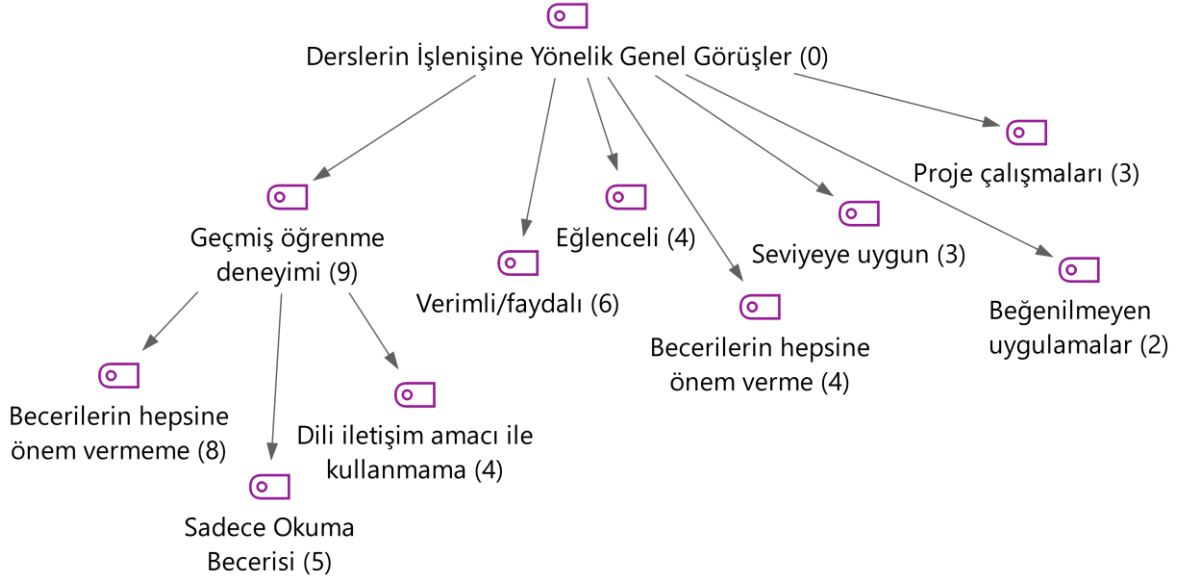 Derslerin İşlenişine Yönelik Genel Görüşler (0)
Proje çalışmaları (3)
Geçmiş öğrenme
deneyimi (9)
Eğlenceli (4)
Seviyeye uygun (3)
Verimli/faydalı (6)
Beğenilmeyen
uygulamalar (2)
Becerilerin hepsine
önem verme (4)
Becerilerin hepsine
önem vermeme (8)
Dili iletişim amacı ile
kullanmama (4)
Sadece Okuma
Becerisi (5)